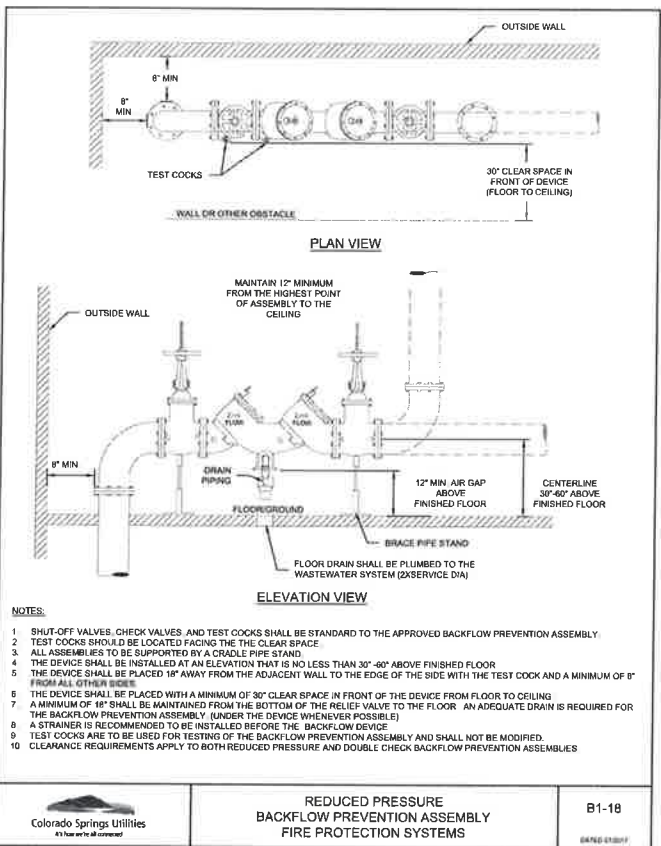 OUTSIDE WALL
8" MIN
8"
MIN
TEST COCKS
30" CLEAR SPACE IN
FRONT OF DEVICE
(FLOOR TO CEILING)
WALL OR OTHER OBSTACLE
PLAN VIEW
MAINTAIN 12" MINIMUM
FROM THE HIGHEST POINT
OF ASSEMBLY TO THE
CEILING
OUTSIDE WALL
FLOW
FLOW
8" MIN
DRAIN
PIPING
12" MIN. AIR GAP
ABOVE
FINISHED FLOOR
CENTERLINE
30"-60" ABOVE
FINISHED FLOOR
FLOOR/GROUND
BRACE PIPE STAND
FLOOR DRAIN SHALL BE PLUMBED TO THE
WASTEWATER SYSTEM (2XSERVICE DIA)
ELEVATION VIEW
NOTES:
1 SHUT-OFF VALVES, CHECK VALVES, AND TEST COCKS SHALL BE STANDARD TO THE APPROVED BACKFLOW PREVENTION ASSEMBLY.
2 TEST COCKS SHOULD BE LOCATED FACING THE THE CLEAR SPACE
3. ALL ASSEMBLIES TO BE SUPPORTED BY A CRADLE PIPE STAND.
4 THE DEVICE SHALL BE INSTALLED AT AN ELEVATION THAT IS NO LESS THAN 30" -60" ABOVE FINISHED FLOOR
5 THE DEVICE SHALL BE PLACED 18" AWAY FROM THE ADJACENT WALL TO THE EDGE OF THE SIDE WITH THE TEST COCK AND A MINIMUM OF 8"
FROM ALL OTHER SIDES.
6 THE DEVICE SHALL BE PLACED WITH A MINIMUM OF 30" CLEAR SPACE IN FRONT OF THE DEVICE FROM FLOOR TO CEILING
7 A MINIMUM OF 18" SHALL BE MAINTAINED FROM THE BOTTOM OF THE RELIEF VALVE TO THE FLOOR AN ADEQUATE DRAIN IS REQUIRED FOR
THE BACKFLOW PREVENTION ASSEMBLY. (UNDER THE DEVICE WHENEVER POSSIBLE)
8 A STRAINER IS RECOMMENDED TO BE INSTALLED BEFORE THE BACKFLOW DEVICE
9 TEST COCKS ARE TO BE USED FOR TESTING OF THE BACKFLOW PREVENTION ASSEMBLY AND SHALL NOT BE MODIFIED.
10 CLEARANCE REQUIREMENTS APPLY TO BOTH REDUCED PRESSURE AND DOUBLE CHECK BACKFLOW PREVENTION ASSEMBLIES
Colorado Springs Utilities
It's how we're all connected
REDUCED PRESSURE
BACKFLOW PREVENTION ASSEMBLY
FIRE PROTECTION SYSTEMS
B1-18
DATED